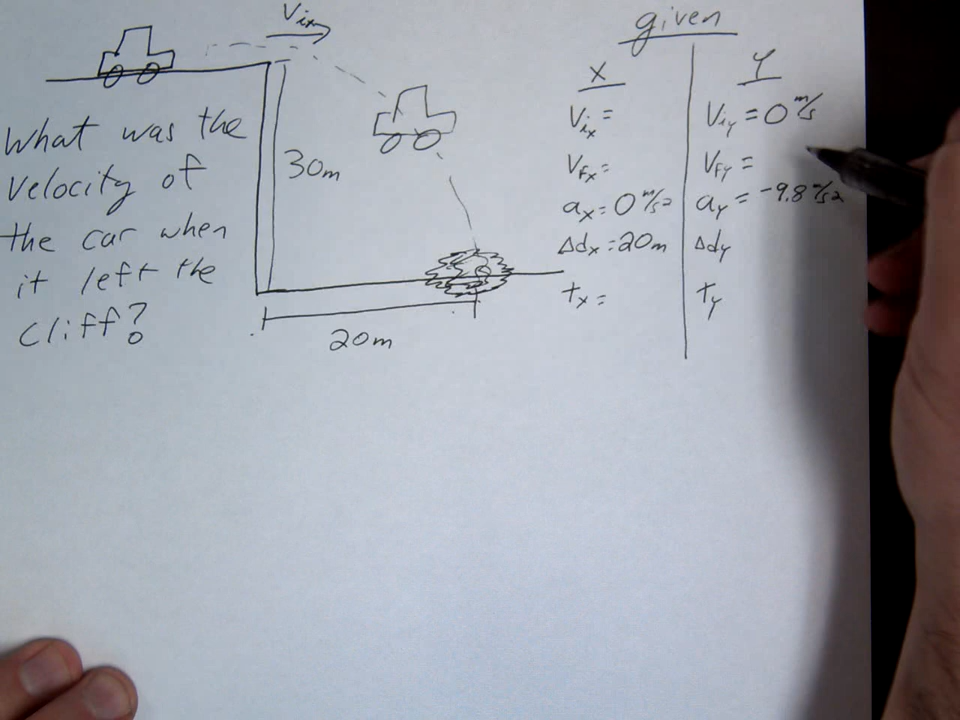 Vix
given
What was the
velocity of
the car when
it left the
cliff?
30m
20m
x
Vix =
Vfx =
ax = 0 m/s2
Δdx = 20m
tx =
Y
Viy = 0 m/s
Vfy =
ay = -9.8 m/s2
Δdy
ty